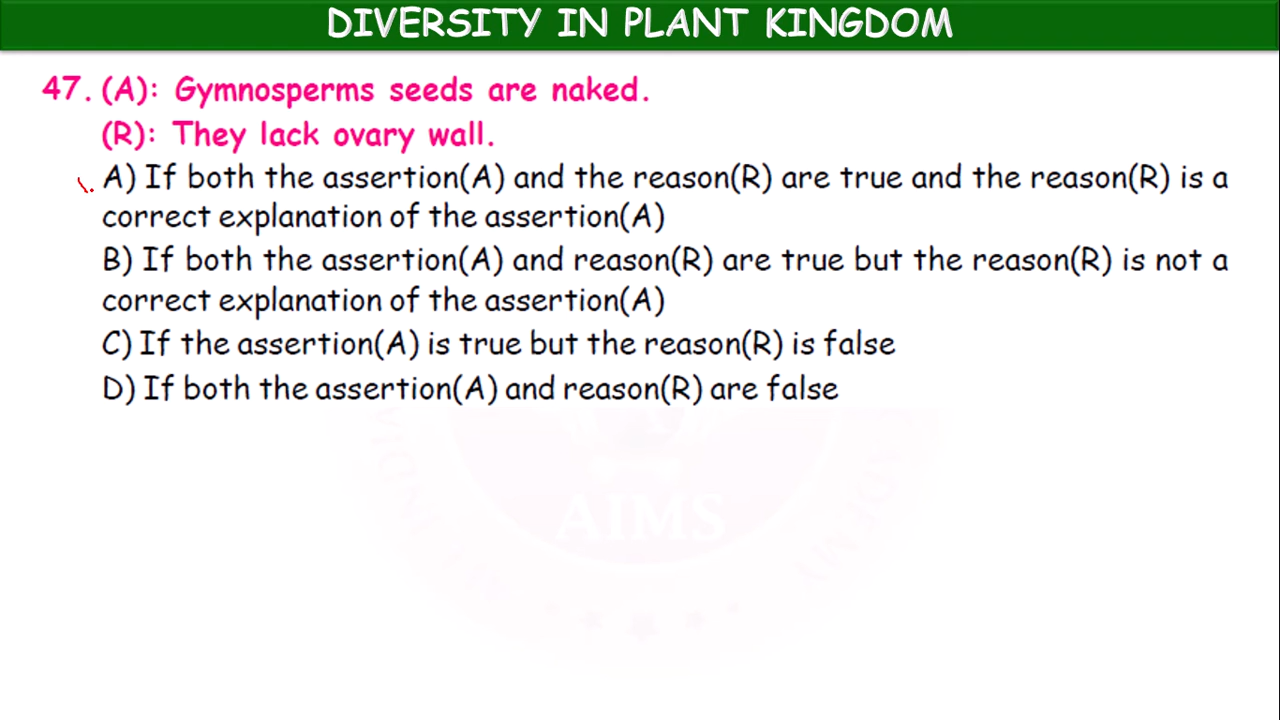 DIVERSITY IN PLANT KINGDOM
47. (A): Gymnosperms seeds are naked.
(R): They lack ovary wall.
A) If both the assertion(A) and the reason(R) are true and the reason(R) is a
correct explanation of the assertion(A)
B) If both the assertion(A) and reason(R) are true but the reason(R) is not a
correct explanation of the assertion(A)
C) If the assertion(A) is true but the reason(R) is false
D) If both the assertion(A) and reason(R) are false
AIMS